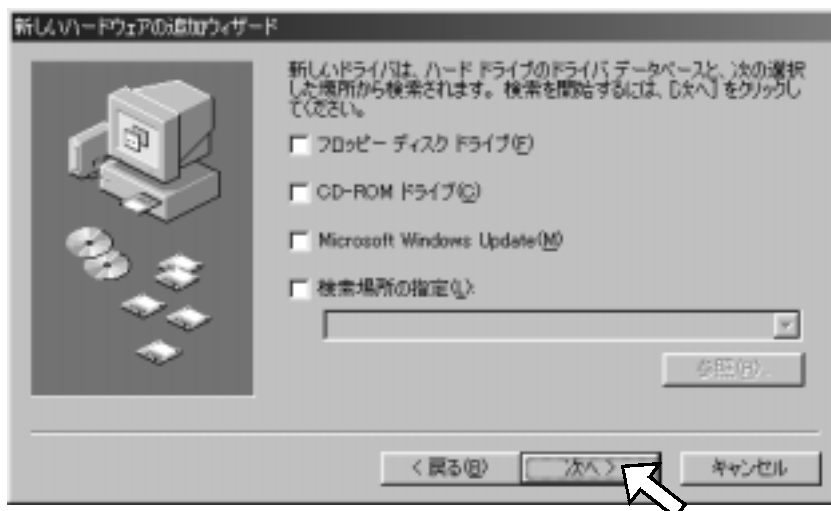 新しいハードウェアの追加ウィザード
新しいドライバは、ハード ドライブのドライバ データベースと、次の選択
した場所から検索されます。検索を開始するには、[次へ] をクリックし
てください。
フロッピー ディスク ドライブ(F)
CD-ROM ドライブ(C)
Microsoft Windows Update(M)
検索場所の指定(L):
参照(R)...
< 戻る(B)
次へ >
キャンセル